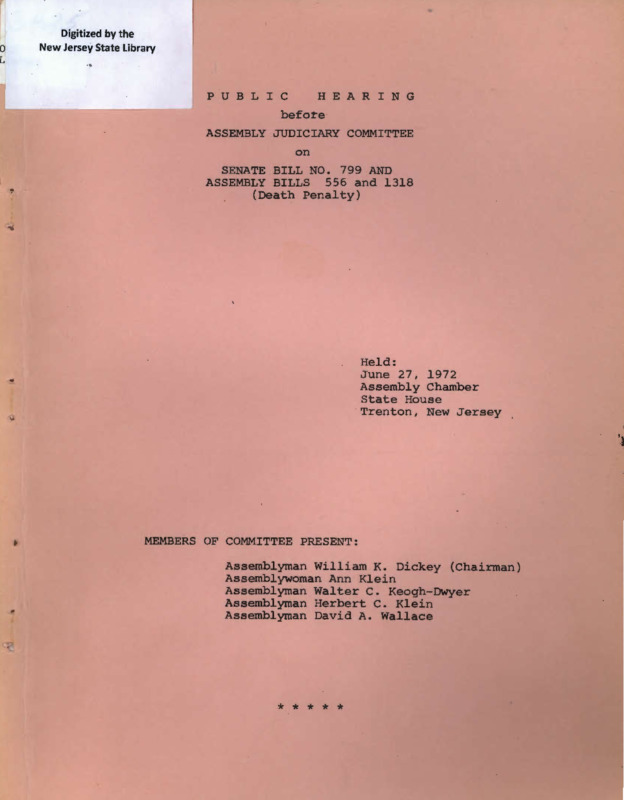 Digitized by the
New Jersey State Library
PUBLIC HEARING
before
ASSEMBLY JUDICIARY COMMITTEE
on
SENATE BILL NO. 799 AND
ASSEMBLY BILLS 556 and 1318
(Death Penalty)
Held:
June 27, 1972
Assembly Chamber
State House
Trenton, New Jersey
MEMBERS OF COMMITTEE PRESENT:
Assemblyman William K. Dickey (Chairman)
Assemblywoman Ann Klein
Assemblyman Walter C. Keogh-Dwyer
Assemblyman Herbert C. Klein
Assemblyman David A. Wallace
* * * * *